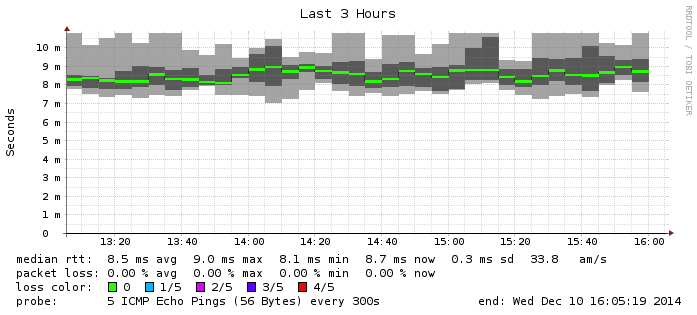 Last 3 Hours
RRDTOOL / TOBI OETIKER
Seconds
10 m
9 m
8 m
7 m
6 m
5 m
4 m
3 m
2 m
1 m
0
13:20 13:40 14:00 14:20 14:40 15:00 15:20 15:40 16:00
median rtt: 8.5 ms avg 9.0 ms max 8.1 ms min 8.7 ms now 0.3 ms sd 33.8 am/s
packet loss: 0.00 % avg 0.00 % max 0.00 % min 0.00 % now
loss color: 0 1/5 2/5 3/5 4/5
probe: 5 ICMP Echo Pings (56 Bytes) every 300s end: Wed Dec 10 16:05:19 2014